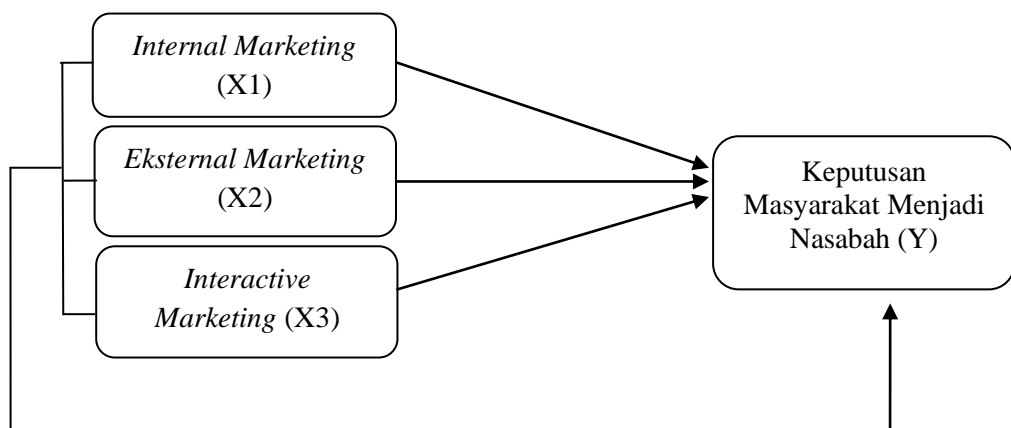 Internal Marketing
(X1)
Eksternal Marketing
(X2)
Interactive
Marketing (X3)
Keputusan
Masyarakat Menjadi
Nasabah (Y)